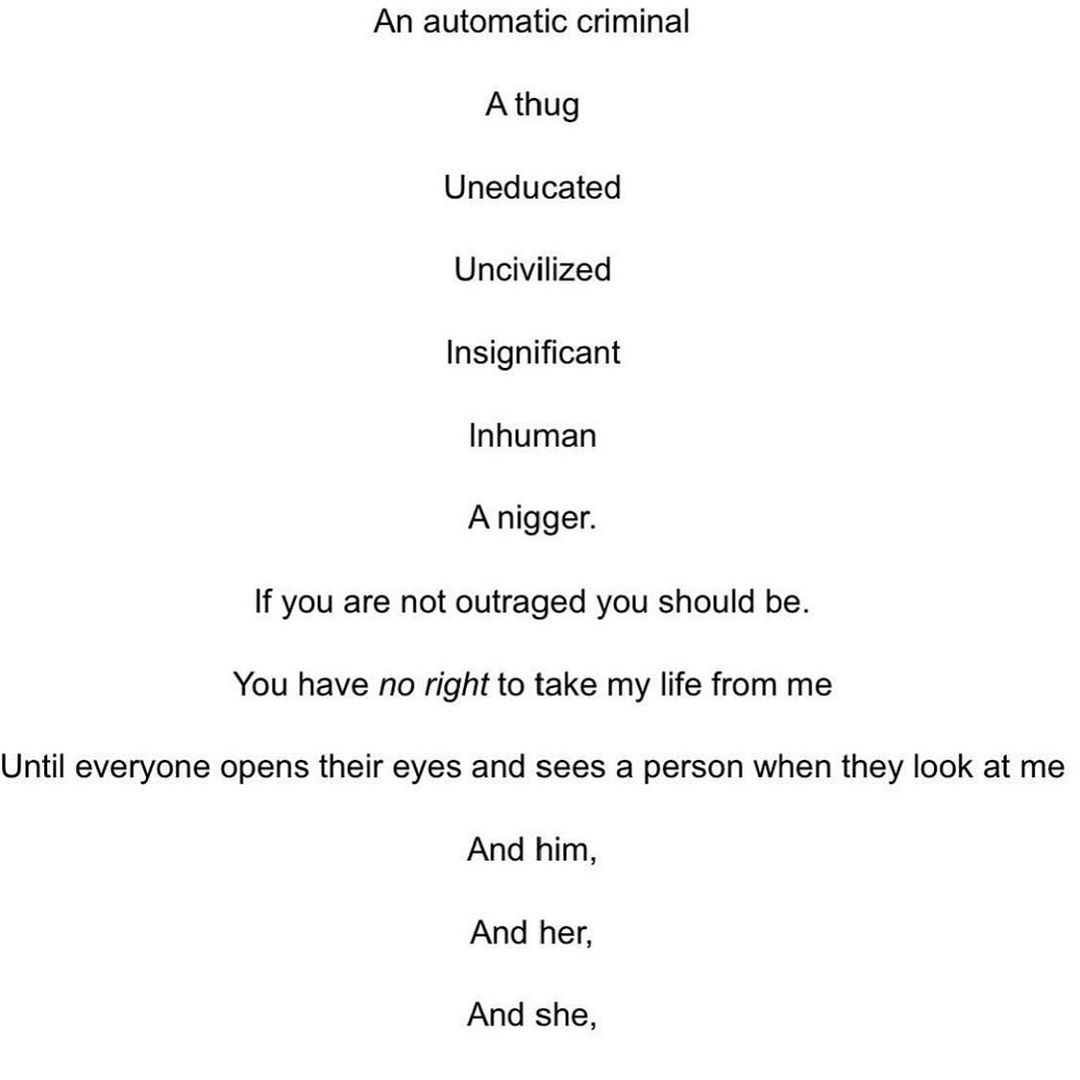 An automatic criminal
A thug
Uneducated
Uncivilized
Insignificant
Inhuman
A nigger.
If you are not outraged you should be.
You have no right to take my life from me
Until everyone opens their eyes and sees a person when they look at me
And him,
And her,
And she,